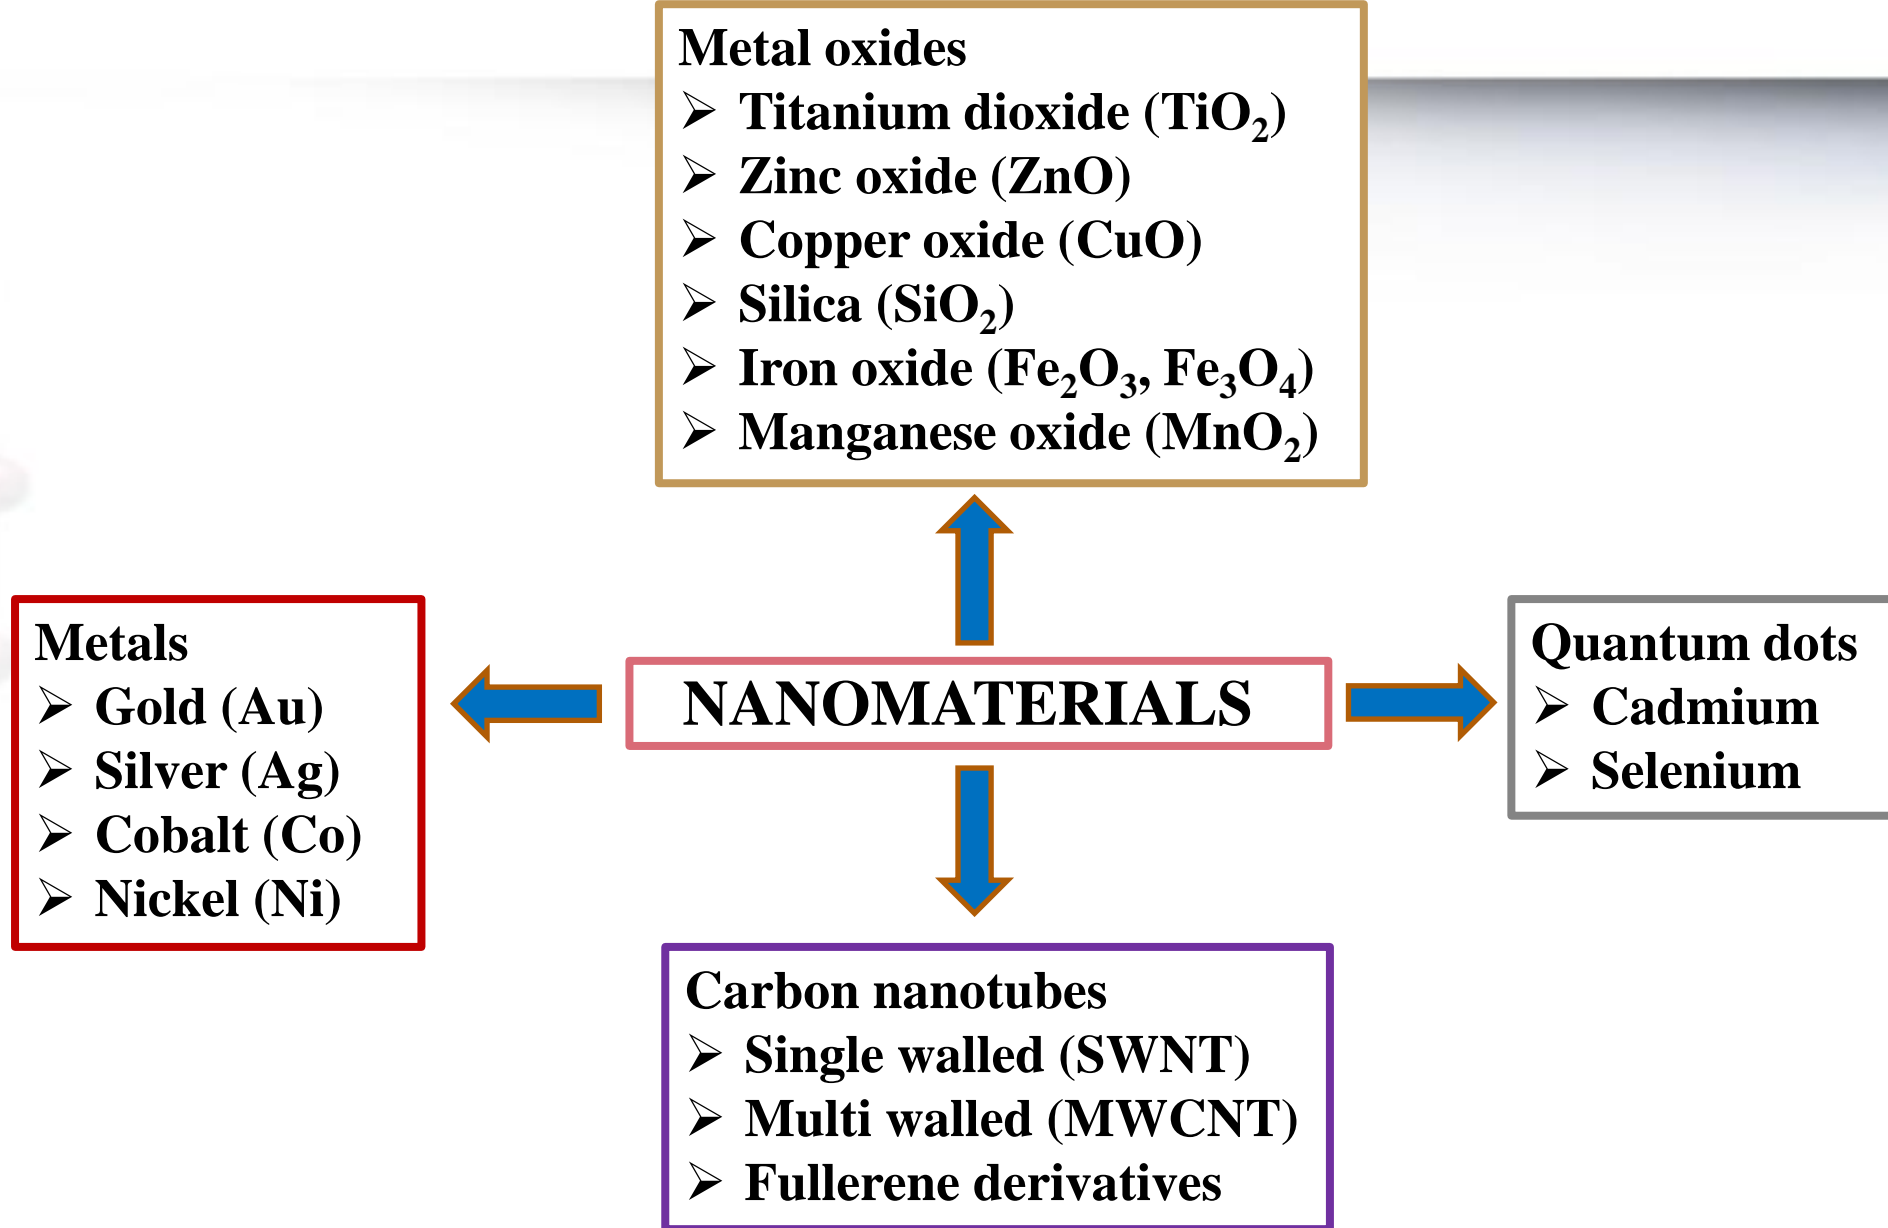 Metal oxides
➢ Titanium dioxide (TiO₂)
➢ Zinc oxide (ZnO)
➢ Copper oxide (CuO)
➢ Silica (SiO₂)
➢ Iron oxide (Fe₂O₃, Fe₃O₄)
➢ Manganese oxide (MnO₂)
Metals
➢ Gold (Au)
➢ Silver (Ag)
➢ Cobalt (Co)
➢ Nickel (Ni)
NANOMATERIALS
Quantum dots
➢ Cadmium
➢ Selenium
Carbon nanotubes
➢ Single walled (SWNT)
➢ Multi walled (MWCNT)
➢ Fullerene derivatives